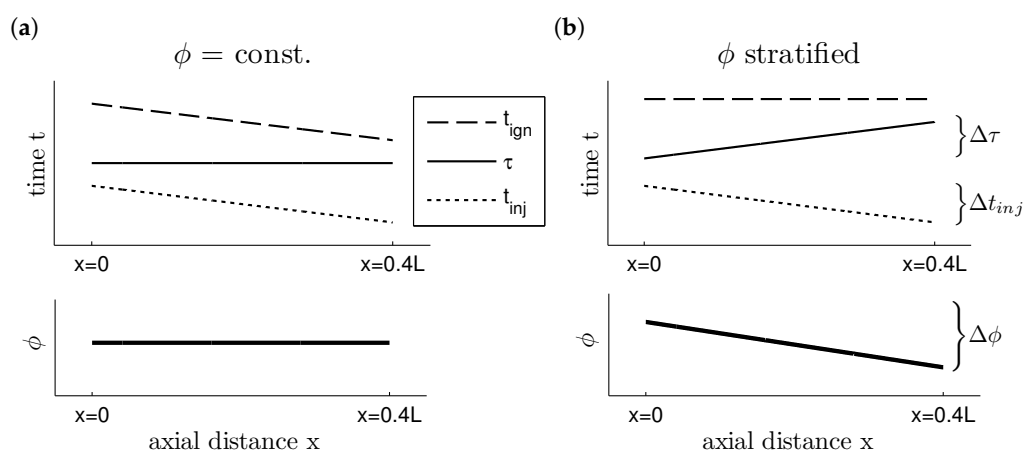 (a)
ϕ = const.
time t
t_ign
τ
t_inj
x=0
x=0.4L
ϕ
x=0
x=0.4L
axial distance x
(b)
ϕ stratified
time t
Δτ
Δt_inj
x=0
x=0.4L
ϕ
Δϕ
x=0
x=0.4L
axial distance x